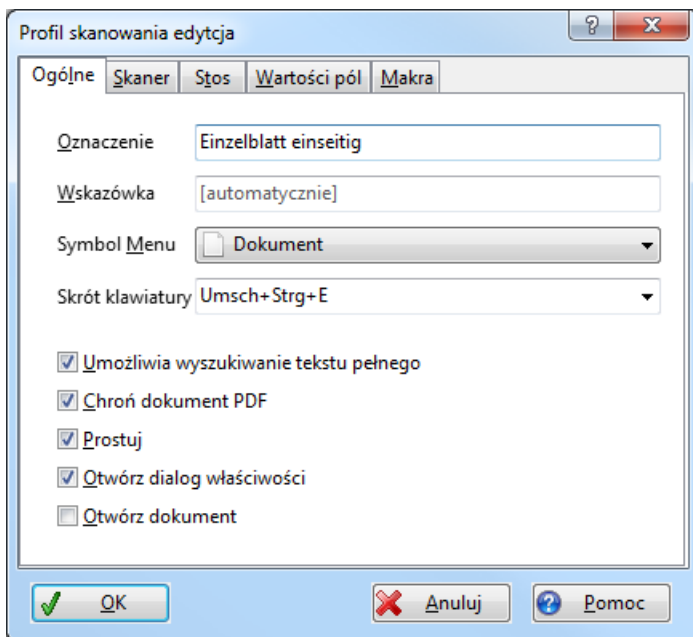 Profil skanowania edytcja
Ogólne Skaner Stos Wartości pól Makra
Oznaczenie Einzelblatt einseitig
Wskazówka [automatycznie]
Symbol Menu Dokument
Skrót klawiatury Umsch+Strg+E
Umożliwia wyszukiwanie tekstu pełnego
Chroń dokument PDF
Prostuj
Otwórz dialog właściwości
Otwórz dokument
OK Anuluj Pomoc